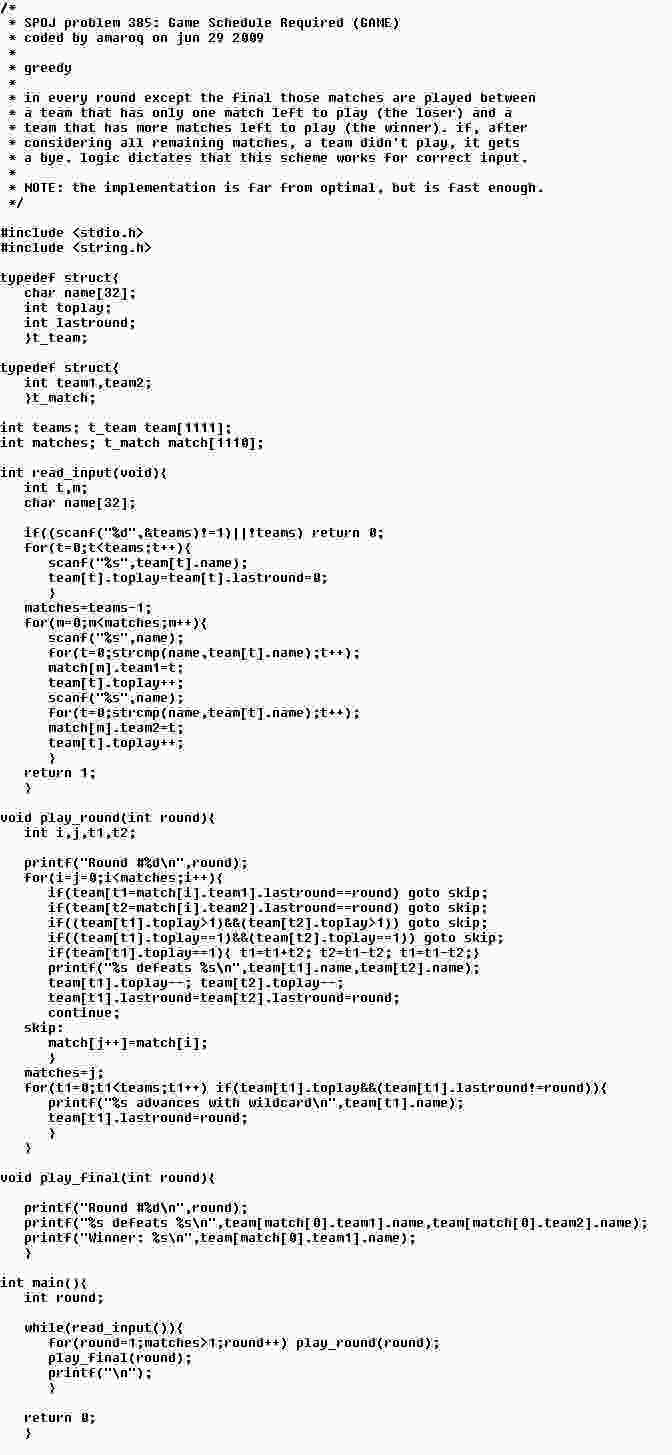 /*
 * SPOJ problem 385: Game Schedule Required (GAME)
 * coded by amaroq on jun 29 2009
 *
 * greedy
 *
 * in every round except the final those matches are played between
 * a team that has only one match left to play (the loser) and a
 * team that has more matches left to play (the winner). if, after
 * considering all remaining matches, a team didn't play, it gets
 * a bye. logic dictates that this scheme works for correct input.
 *
 * NOTE: the implementation is far from optimal, but is fast enough.
 */

#include <stdio.h>
#include <string.h>

typedef struct{
   char name[32];
   int toplay;
   int lastround;
   }t_team;

typedef struct{
   int team1,team2;
   }t_match;

int teams; t_team team[1111];
int matches; t_match match[1110];

int read_input(void){
   int t,m;
   char name[32];

   if((scanf("%d",&teams)!=1)||!teams) return 0;
   for(t=0;t<teams;t++){
      scanf("%s",team[t].name);
      team[t].toplay=team[t].lastround=0;
      }
   matches=teams-1;
   for(m=0;m<matches;m++){
      scanf("%s",name);
      for(t=0;strcmp(name,team[t].name);t++);
      match[m].team1=t;
      team[t].toplay++;
      scanf("%s",name);
      for(t=0;strcmp(name,team[t].name);t++);
      match[m].team2=t;
      team[t].toplay++;
      }
   return 1;
   }

void play_round(int round){
   int i,j,t1,t2;

   printf("Round #%d\n",round);
   for(i=j=0;i<matches;i++){
      if(team[t1=match[i].team1].lastround==round) goto skip;
      if(team[t2=match[i].team2].lastround==round) goto skip;
      if((team[t1].toplay>1)&&(team[t2].toplay>1)) goto skip;
      if((team[t1].toplay==1)&&(team[t2].toplay==1)) goto skip;
      if(team[t1].toplay==1){ t1=t1+t2; t2=t1-t2; t1=t1-t2;}
      printf("%s defeats %s\n",team[t1].name,team[t2].name);
      team[t1].toplay--; team[t2].toplay--;
      team[t1].lastround=team[t2].lastround=round;
      continue;
   skip:
      match[j++]=match[i];
      }
   matches=j;
   for(t1=0;t1<teams;t1++) if(team[t1].toplay&&(team[t1].lastround!=round)){
      printf("%s advances with wildcard\n",team[t1].name);
      team[t1].lastround=round;
      }
   }

void play_final(int round){

   printf("Round #%d\n",round);
   printf("%s defeats %s\n",team[match[0].team1].name,team[match[0].team2].name);
   printf("Winner: %s\n",team[match[0].team1].name);
   }

int main(){
   int round;

   while(read_input()){
      for(round=1;matches>1;round++) play_round(round);
      play_final(round);
      printf("\n");
      }

   return 0;
   }